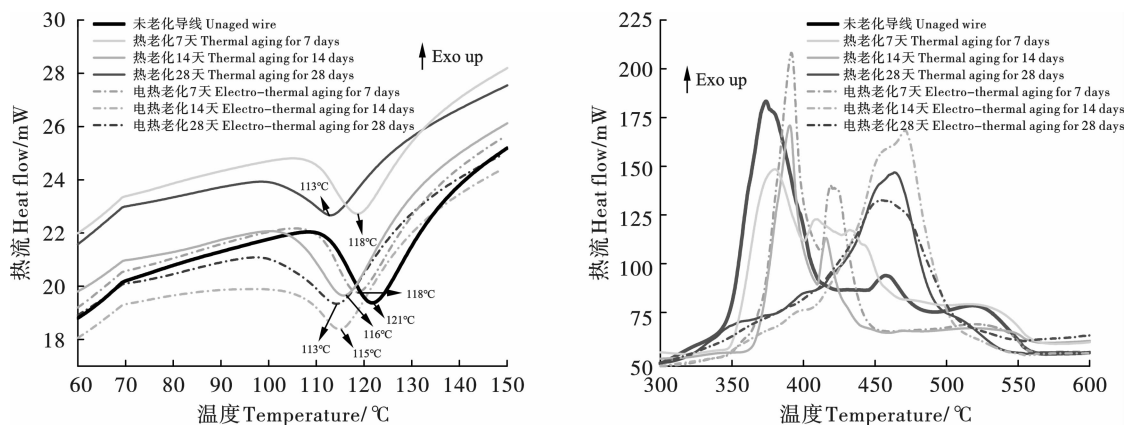 30
28
26
24
22
20
18
热流 Heat flow/mW
未老化导线 Unaged wire
热老化7天 Thermal aging for 7 days
热老化14天 Thermal aging for 14 days
热老化28天 Thermal aging for 28 days
电热老化7天 Electro-thermal aging for 7 days
电热老化14天 Electro-thermal aging for 14 days
电热老化28天 Electro-thermal aging for 28 days
Exo up
113℃
118℃
118℃
121℃
116℃
113℃
115℃
60 70 80 90 100 110 120 130 140 150
温度 Temperature/ ℃
225
200
175
150
125
100
75
50
热流 Heat flow/mW
Exo up
未老化导线 Unaged wire
热老化7天 Thermal aging for 7 days
热老化14天 Thermal aging for 14 days
热老化28天 Thermal aging for 28 days
电热老化7天 Electro-thermal aging for 7 days
电热老化14天 Electro-thermal aging for 14 days
电热老化28天 Electro-thermal aging for 28 days
300 350 400 450 500 550 600
温度 Temperature/ ℃